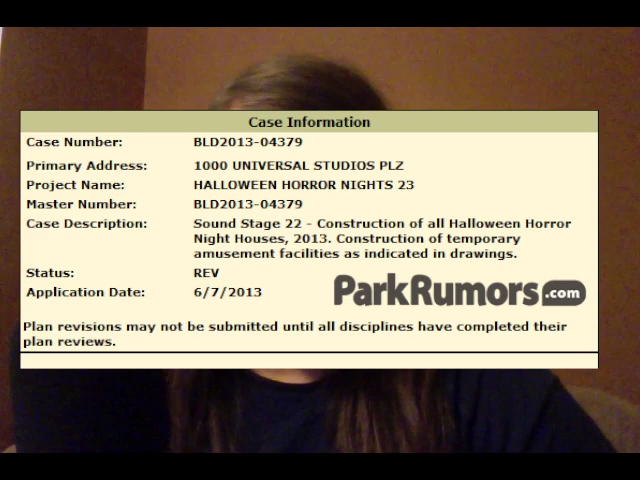 Case Information
Case Number: BLD2013-04379
Primary Address: 1000 UNIVERSAL STUDIOS PLZ
Project Name: HALLOWEEN HORROR NIGHTS 23
Master Number: BLD2013-04379
Case Description: Sound Stage 22 - Construction of all Halloween Horror
Night Houses, 2013. Construction of temporary
amusement facilities as indicated in drawings.
Status: REV
Application Date: 6/7/2013
ParkRumors.com
Plan revisions may not be submitted until all disciplines have completed their
plan reviews.